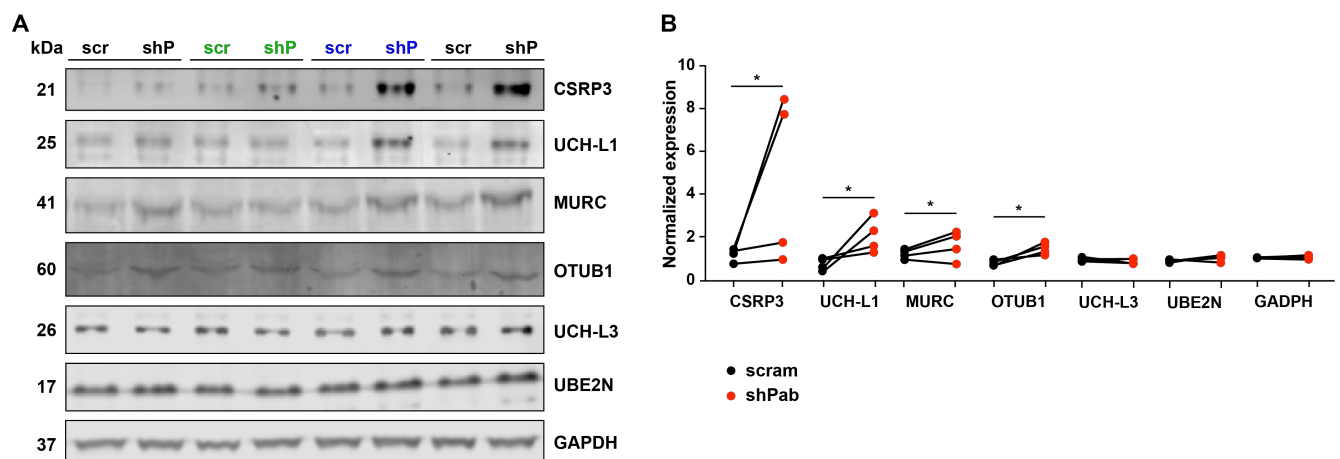 A
kDa scr shP scr shP scr shP scr shP
21 CSRP3
25 UCH-L1
41 MURC
60 OTUB1
26 UCH-L3
17 UBE2N
37 GAPDH
B
Normalized expression
10
8
6
4
2
0
* * * *
CSRP3 UCH-L1 MURC OTUB1 UCH-L3 UBE2N GADPH
scram
shPab